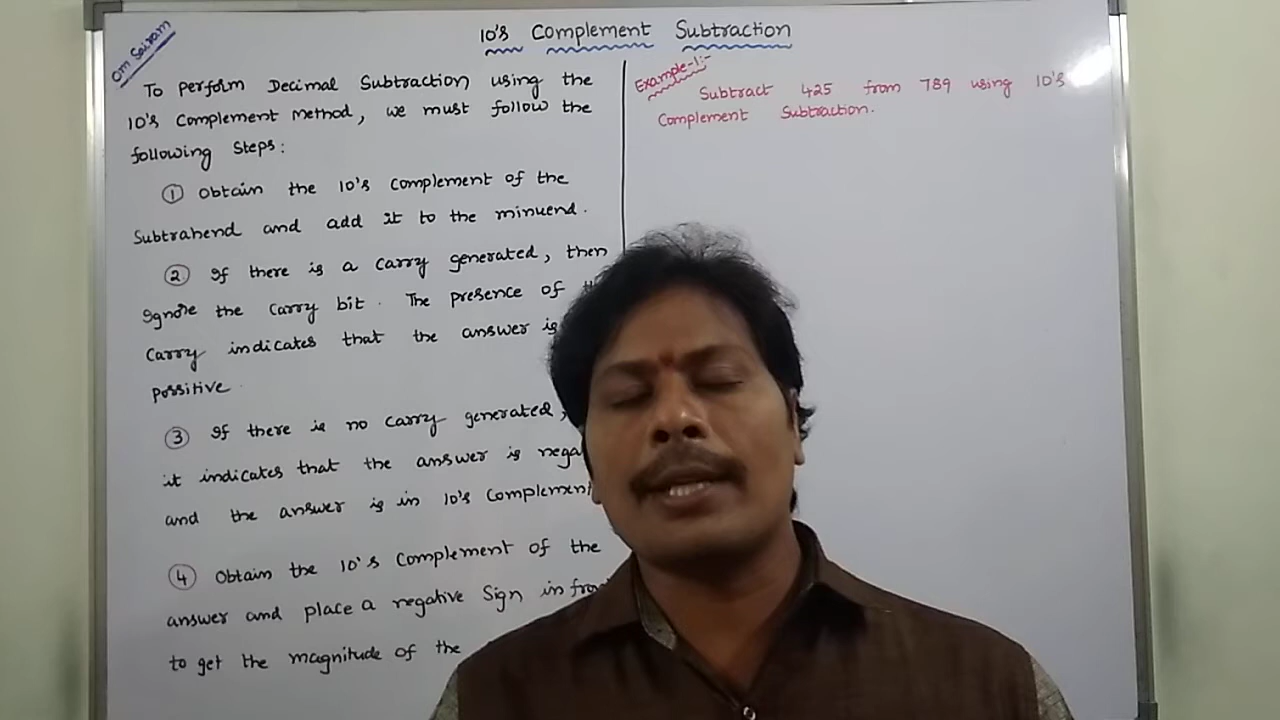 Om Sairam
10's Complement Subtraction
To perform Decimal Subtraction using the
10's Complement Method, we must follow the
following Steps:
① Obtain the 10's Complement of the
Subtrahend and add it to the minuend.
② If there is a Carry generated, then
Ignore the Carry bit. The presence of
Carry indicates that the answer is
possitive.
③ If there is no Carry generated,
it indicates that the answer is nega
and the answer is in 10's Complement
④ Obtain the 10's Complement of the
answer and place a negative Sign in fro
to get the magnitude of the
Example-1:-
Subtract 425 from 789 using 10's
Complement Subtraction.